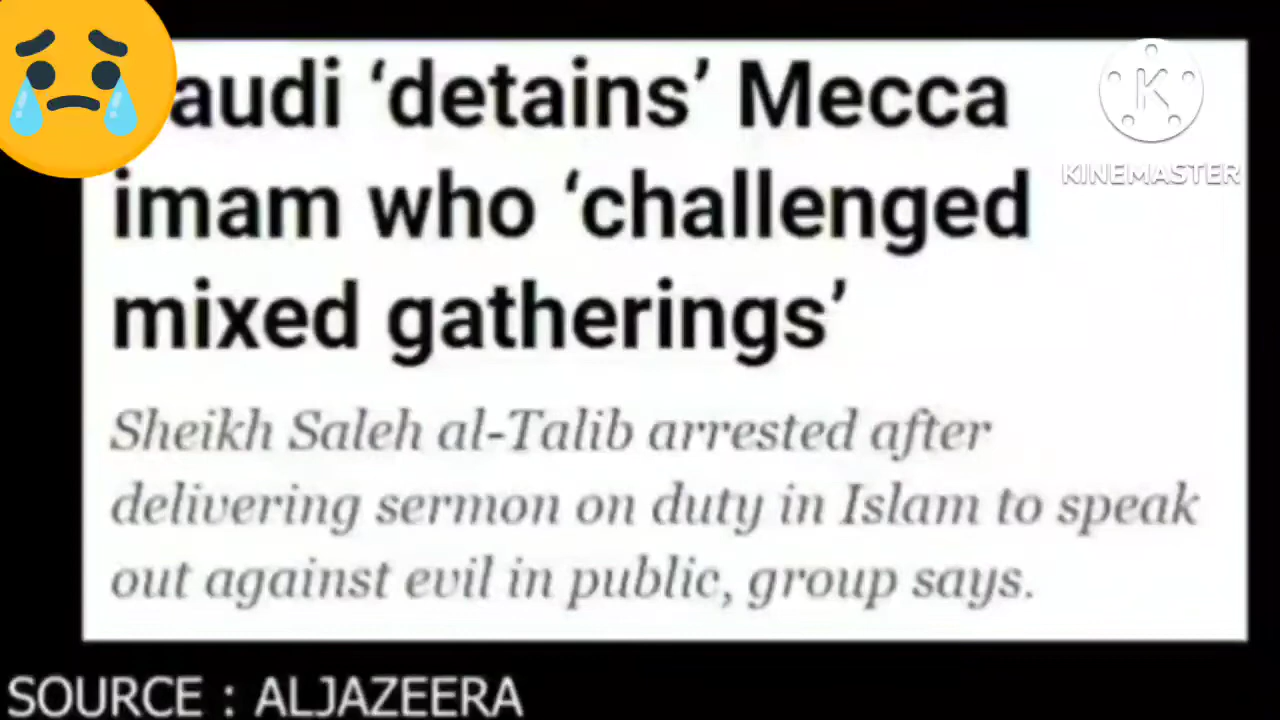 audi ‘detains’ Mecca
imam who ‘challenged
mixed gatherings’
Sheikh Saleh al-Talib arrested after
delivering sermon on duty in Islam to speak
out against evil in public, group says.
K
KINEMASTER
SOURCE : ALJAZEERA